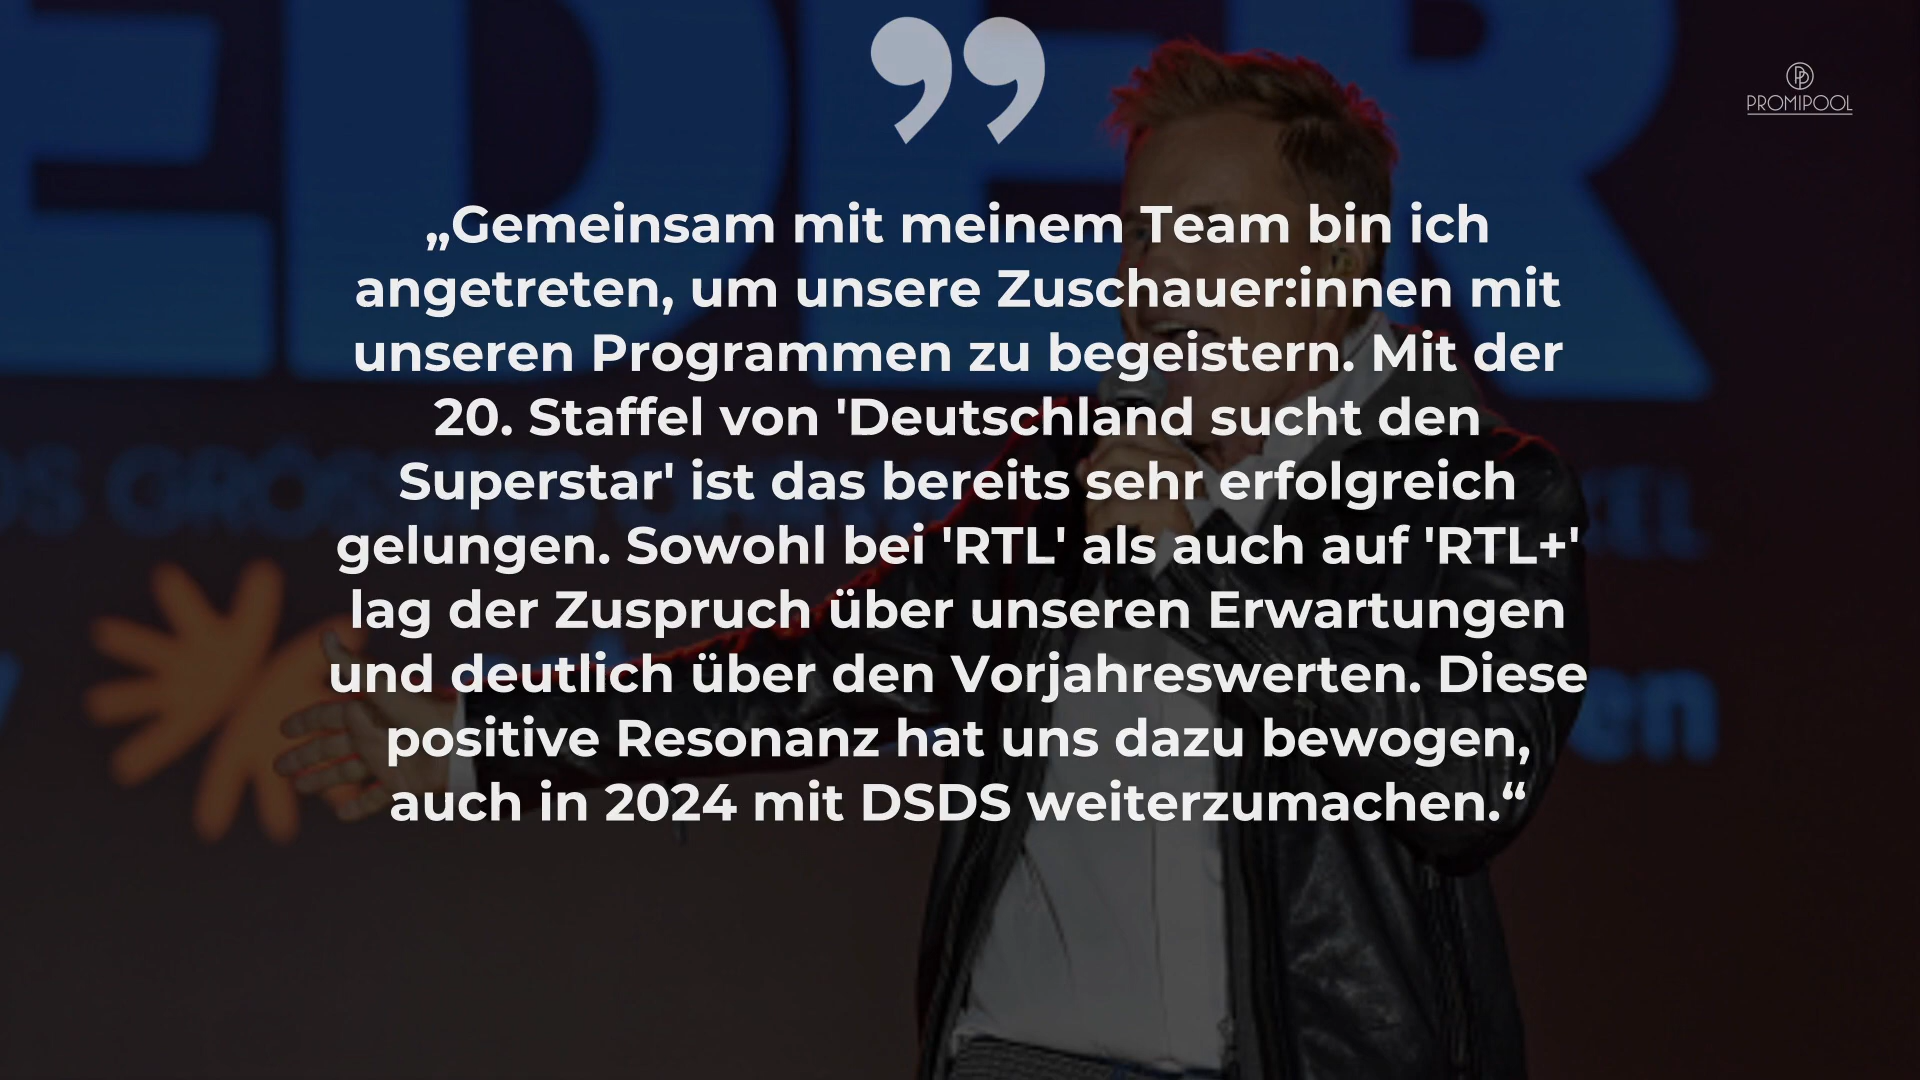 EDER
PROMIPOOL
„Gemeinsam mit meinem Team bin ich
angetreten, um unsere Zuschauer:innen mit
unseren Programmen zu begeistern. Mit der
20. Staffel von 'Deutschland sucht den
Superstar' ist das bereits sehr erfolgreich
gelungen. Sowohl bei 'RTL' als auch auf 'RTL+'
lag der Zuspruch über unseren Erwartungen
und deutlich über den Vorjahreswerten. Diese
positive Resonanz hat uns dazu bewogen,
auch in 2024 mit DSDS weiterzumachen.“